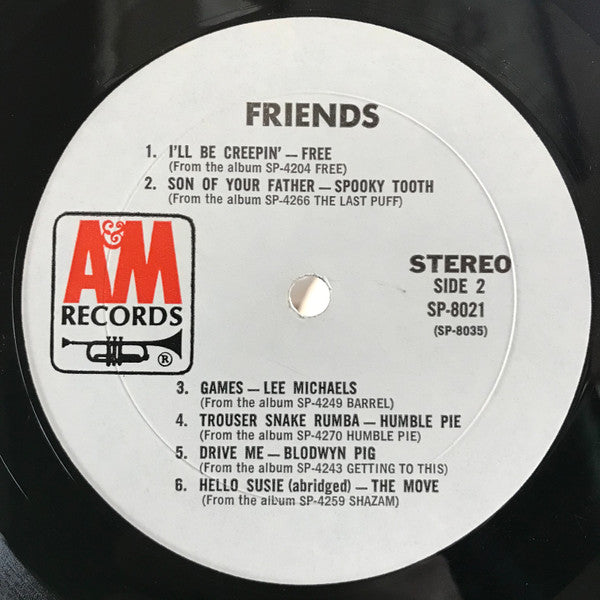 FRIENDS
1. I'LL BE CREEPIN' — FREE
(From the album SP-4204 FREE)
2. SON OF YOUR FATHER — SPOOKY TOOTH
(From the album SP-4266 THE LAST PUFF)
A&M
RECORDS
®
STEREO
SIDE 2
SP-8021
(SP-8035)
3. GAMES — LEE MICHAELS
(From the album SP-4249 BARREL)
4. TROUSER SNAKE RUMBA — HUMBLE PIE
(From the album SP-4270 HUMBLE PIE)
5. DRIVE ME — BLODWYN PIG
(From the album SP-4243 GETTING TO THIS)
6. HELLO SUSIE (abridged) — THE MOVE
(From the album SP-4259 SHAZAM)